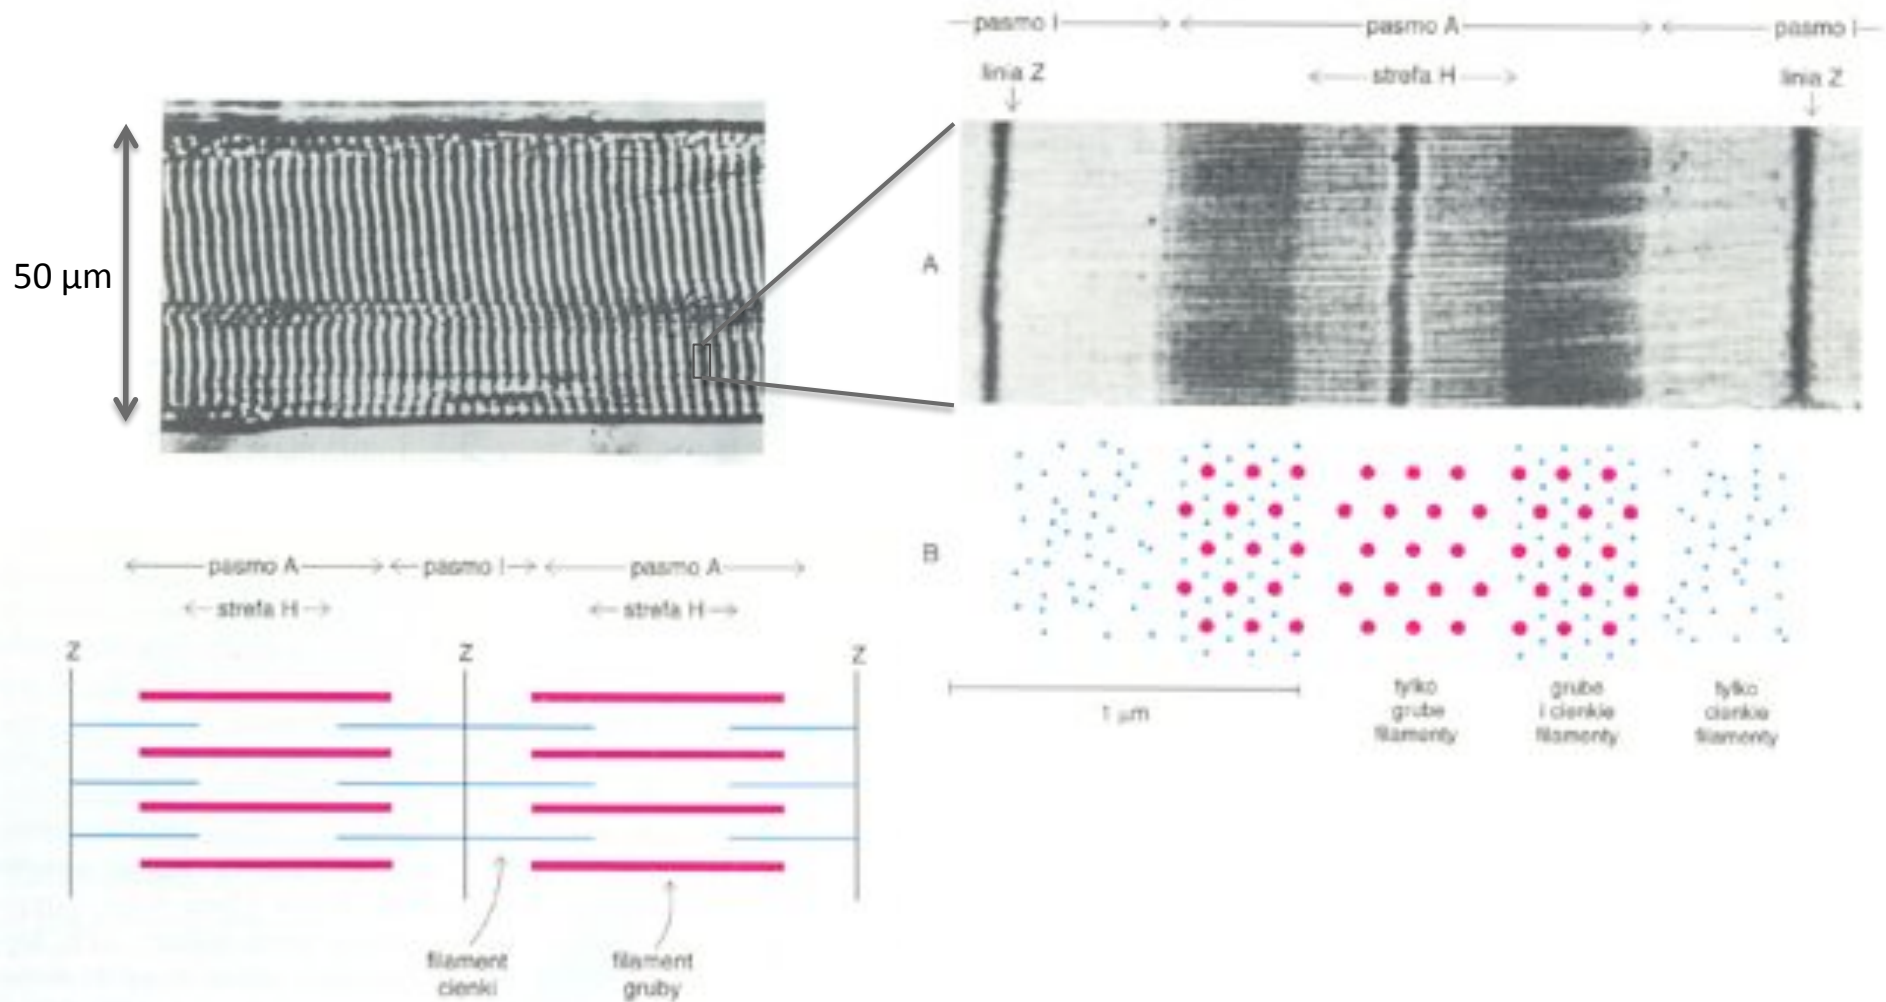 pasmo I pasmo A pasmo I
linia Z strefa H linia Z
50 µm
A
B
1 µm
tylko
grube
filamenty
grube
i cienkie
filamenty
tylko
cienkie
filamenty
pasmo A pasmo I pasmo A
strefa H strefa H
Z Z Z
filament
cienki
filament
gruby